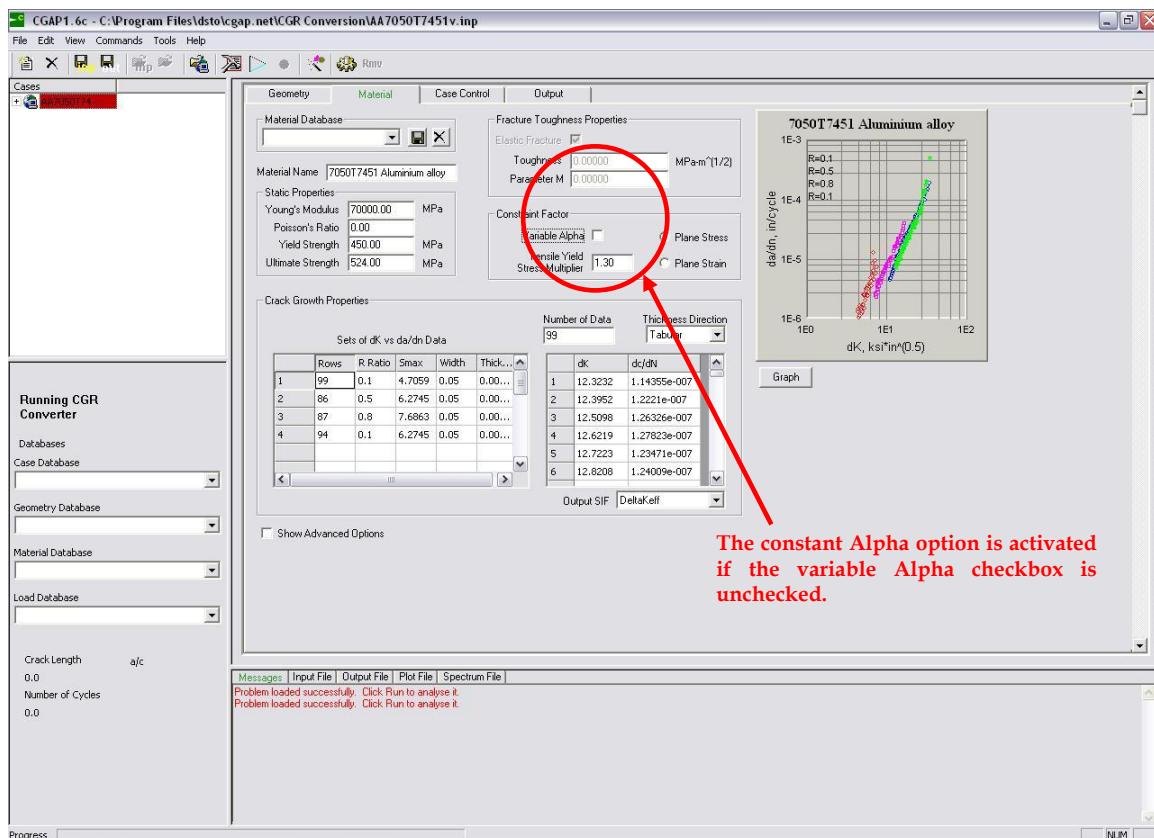 CGAP1.6c - C:\Program Files\dsto\cgap.net\CGR Conversion\AA7050T7451v.inp
File Edit View Commands Tools Help
Rmv
Cases
AA7050T74...
Geometry Material Case Control Output
Material Database
Material Name 7050T7451 Aluminium alloy
Static Properties
Young's Modulus 70000.00 MPa
Poisson's Ratio 0.00
Yield Strength 450.00 MPa
Ultimate Strength 524.00 MPa
Fracture Toughness Properties
Elastic Fracture
Toughness 0.00000 MPa-m^(1/2)
Parameter M 0.00000
Constraint Factor
Variable Alpha Plane Stress
Tensile Yield
Stress Multiplier 1.30 Plane Strain
7050T7451 Aluminium alloy
1E-3
R=0.1
R=0.5
R=0.8
R=0.1
1E-4
1E-5
1E-6
da/dn, in/cycle
1E0 1E1 1E2
dK, ksi*in^(0.5)
Graph
Crack Growth Properties
Number of Data Thickness Direction
99 Tabular
Sets of dK vs da/dn Data
Rows R Ratio Smax Width Thick...
1 99 0.1 4.7059 0.05 0.00...
2 86 0.5 6.2745 0.05 0.00...
3 87 0.8 7.6863 0.05 0.00...
4 94 0.1 6.2745 0.05 0.00...
dK dc/dN
1 12.3232 1.14355e-007
2 12.3952 1.2221e-007
3 12.5098 1.26326e-007
4 12.6219 1.27823e-007
5 12.7223 1.23471e-007
6 12.8208 1.24009e-007
Output SIF DeltaKeff
Show Advanced Options
The constant Alpha option is activated
if the variable Alpha checkbox is
unchecked.
Running CGR
Converter
Databases
Case Database
Geometry Database
Material Database
Load Database
Crack Length a/c
0.0
Number of Cycles
0.0
Messages Input File Output File Plot File Spectrum File
Problem loaded successfully. Click Run to analyse it.
Problem loaded successfully. Click Run to analyse it.
Progress NUM